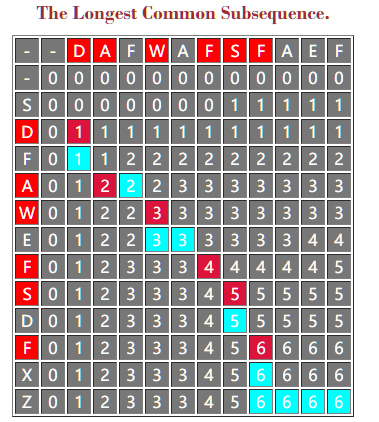 The Longest Common Subsequence.
- - D A F W A F S F A E F
- 0 0 0 0 0 0 0 0 0 0 0 0
S 0 0 0 0 0 0 0 1 1 1 1 1
D 0 1 1 1 1 1 1 1 1 1 1 1
F 0 1 1 2 2 2 2 2 2 2 2 2
A 0 1 2 2 2 3 3 3 3 3 3 3
W 0 1 2 2 3 3 3 3 3 3 3 3
E 0 1 2 2 3 3 3 3 3 3 4 4
F 0 1 2 3 3 3 4 4 4 4 4 5
S 0 1 2 3 3 3 4 5 5 5 5 5
D 0 1 2 3 3 3 4 5 5 5 5 5
F 0 1 2 3 3 3 4 5 6 6 6 6
X 0 1 2 3 3 3 4 5 6 6 6 6
Z 0 1 2 3 3 3 4 5 6 6 6 6